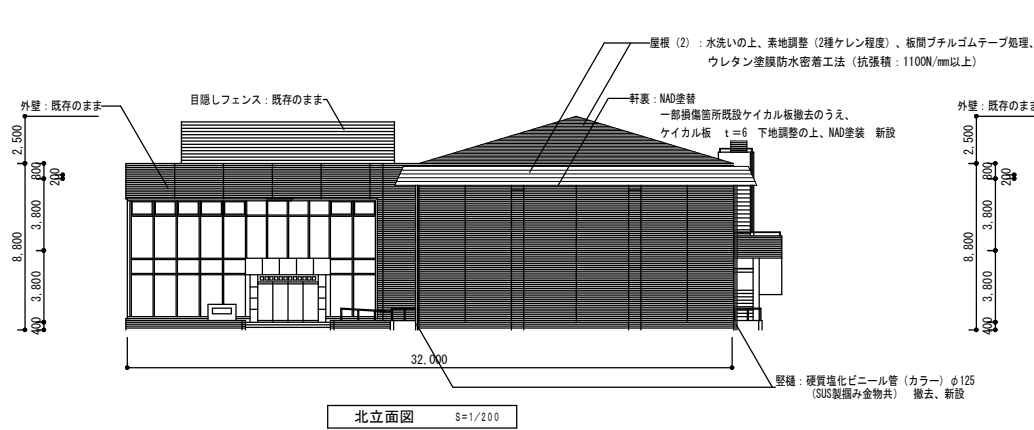 屋根（2）：水洗いの上、素地調整（2種ケレン程度）、板間ブチルゴムテープ処理、
ウレタン塗膜防水密着工法（抗張積：1100N/mm以上）
外壁：既存のまま
目隠しフェンス：既存のまま
軒裏：NAD塗替
一部損傷箇所既設ケイカル板撤去のうえ、
ケイカル板　t＝6　下地調整の上、NAD塗装　新設
外壁：既存のまま
2,500
800
200
3,800
8,800
3,800
400
2,500
800
200
3,800
8,800
3,800
400
32,000
竪樋：硬質塩化ビニール管（カラー）φ125
（SUS製掴み金物共）　撤去、新設
北立面図　S=1/200